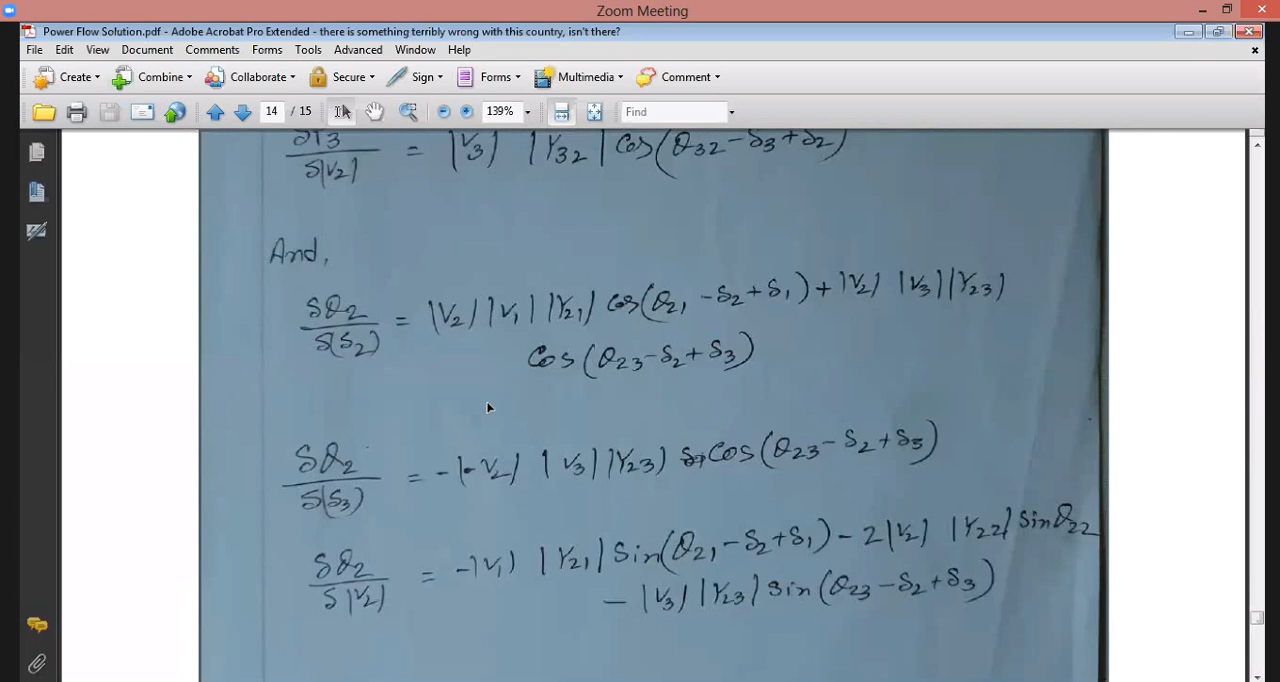 Zoom Meeting
Power Flow Solution.pdf - Adobe Acrobat Pro Extended - there is something terribly wrong with this country, isn't there?
File Edit View Document Comments Forms Tools Advanced Window Help
Create Combine Collaborate Secure Sign Forms Multimedia Comment
14 / 15 139% Find
δP3 / δ|V2| = |V3| |Y32| Cos(θ32 - δ3 + δ2)
And,
δQ2 / δ(δ2) = |V2| |V1| |Y21| Cos(θ21 - δ2 + δ1) + |V2| |V3| |Y23|
Cos(θ23 - δ2 + δ3)
δQ2 / δ(δ3) = -|-V2| |V3| |Y23| Cos(θ23 - δ2 + δ3)
δQ2 / δ|V2| = -|V1| |Y21| Sin(θ21 - δ2 + δ1) - 2|V2| |Y22| Sinθ22
- |V3| |Y23| Sin(θ23 - δ2 + δ3)